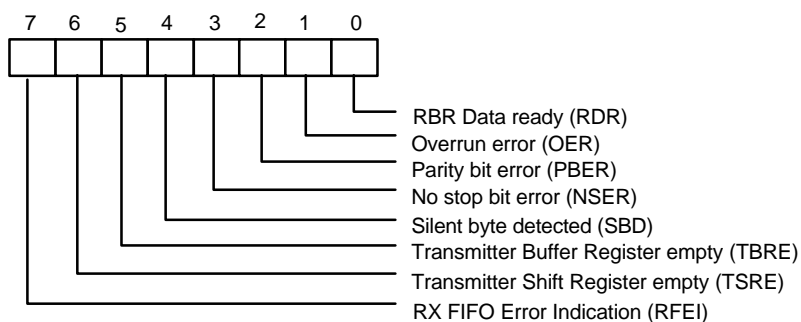 7 6 5 4 3 2 1 0
RBR Data ready (RDR)
Overrun error (OER)
Parity bit error (PBER)
No stop bit error (NSER)
Silent byte detected (SBD)
Transmitter Buffer Register empty (TBRE)
Transmitter Shift Register empty (TSRE)
RX FIFO Error Indication (RFEI)